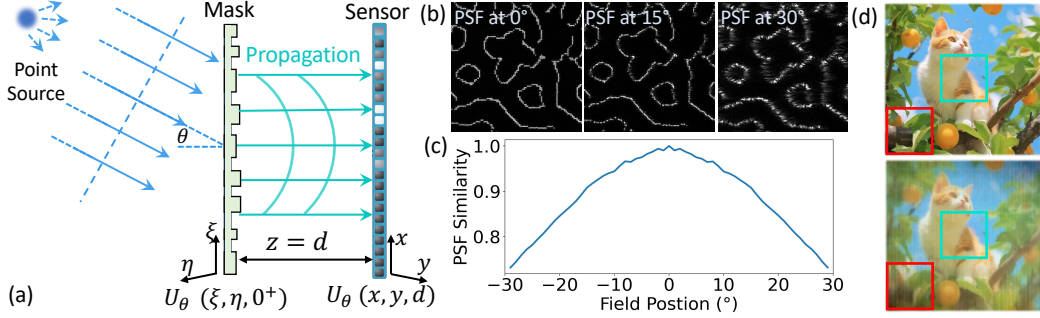 (a)
Point
Source
θ
Mask
Sensor
Propagation
ξ
η
z = d
x
y
U_θ (ξ, η, 0⁺)
U_θ (x, y, d)
(b)
PSF at 0°
PSF at 15°
PSF at 30°
(c)
PSF Similarity
1.0
0.9
0.8
−30
−20
−10
0
10
20
30
Field Postion (°)
(d)